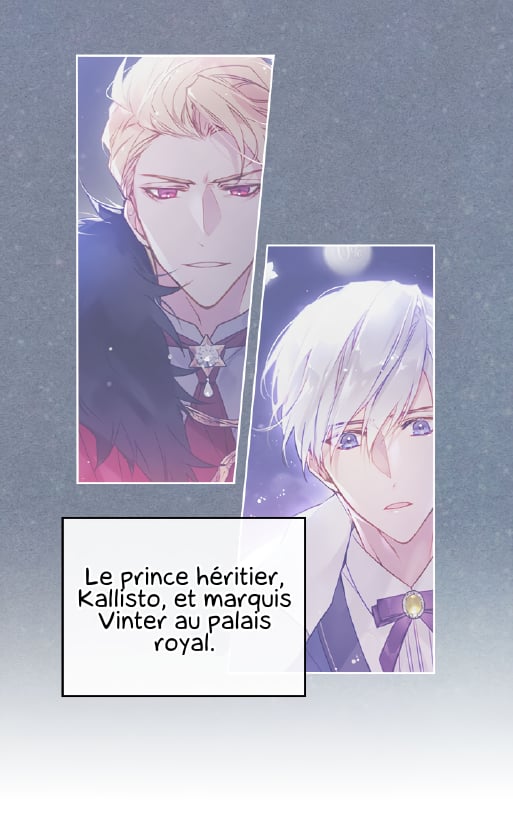 Le prince héritier,
Kallisto, et marquis
Vinter au palais
royal.